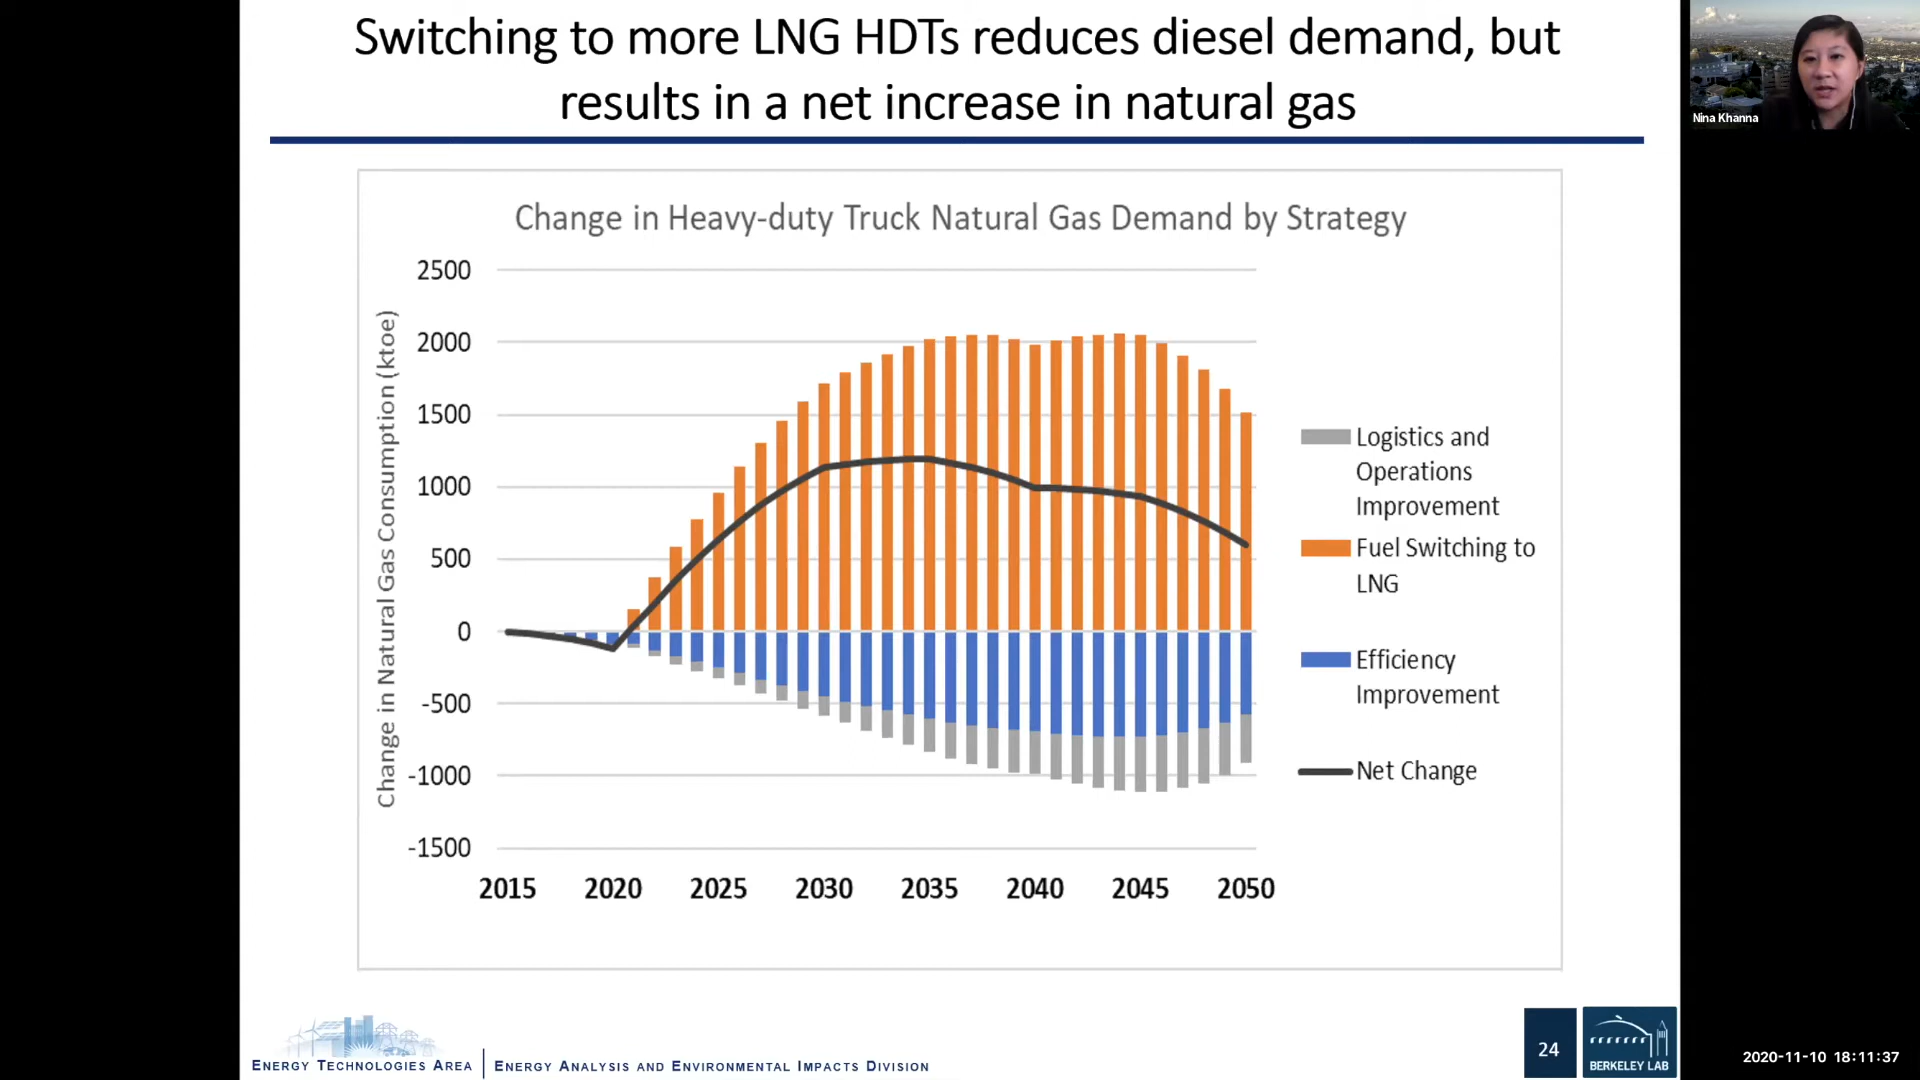 Switching to more LNG HDTs reduces diesel demand, but
results in a net increase in natural gas
Nina Khanna
Change in Heavy-duty Truck Natural Gas Demand by Strategy
Change in Natural Gas Consumption (ktoe)
2500
2000
1500
1000
500
0
-500
-1000
-1500
2015 2020 2025 2030 2035 2040 2045 2050
Logistics and
Operations
Improvement
Fuel Switching to
LNG
Efficiency
Improvement
Net Change
ENERGY TECHNOLOGIES AREA | ENERGY ANALYSIS AND ENVIRONMENTAL IMPACTS DIVISION
24
BERKELEY LAB
2020-11-10 18:11:37